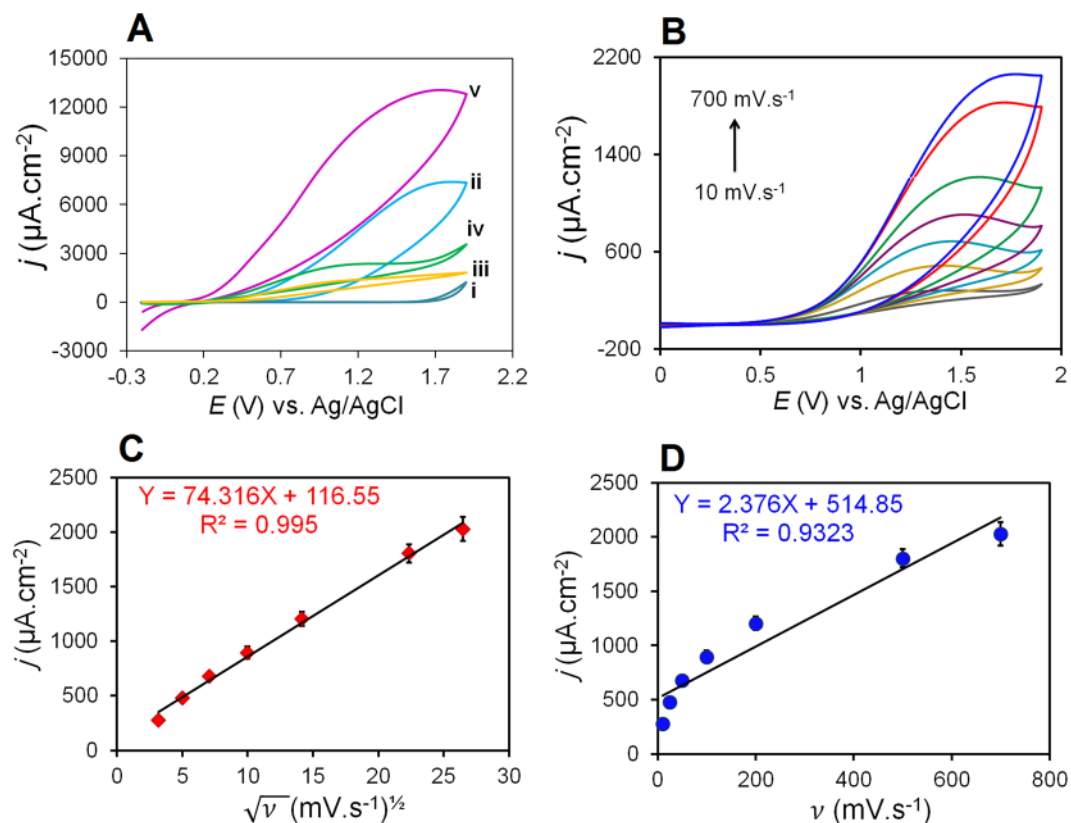 A
15000
12000
9000
6000
3000
0
-3000
-0.3
0.2
0.7
1.2
1.7
2.2
j (µA.cm-2)
E (V) vs. Ag/AgCl
v
ii
iv
iii
i
B
2200
1400
600
-200
0
0.5
1
1.5
2
j (µA.cm-2)
E (V) vs. Ag/AgCl
700 mV.s-1
10 mV.s-1
C
Y = 74.316X + 116.55
R² = 0.995
2500
2000
1500
1000
500
0
0
5
10
15
20
25
30
j (µA.cm-2)
√ν (mV.s-1)½
D
Y = 2.376X + 514.85
R² = 0.9323
2500
2000
1500
1000
500
0
0
200
400
600
800
j (µA.cm-2)
ν (mV.s-1)